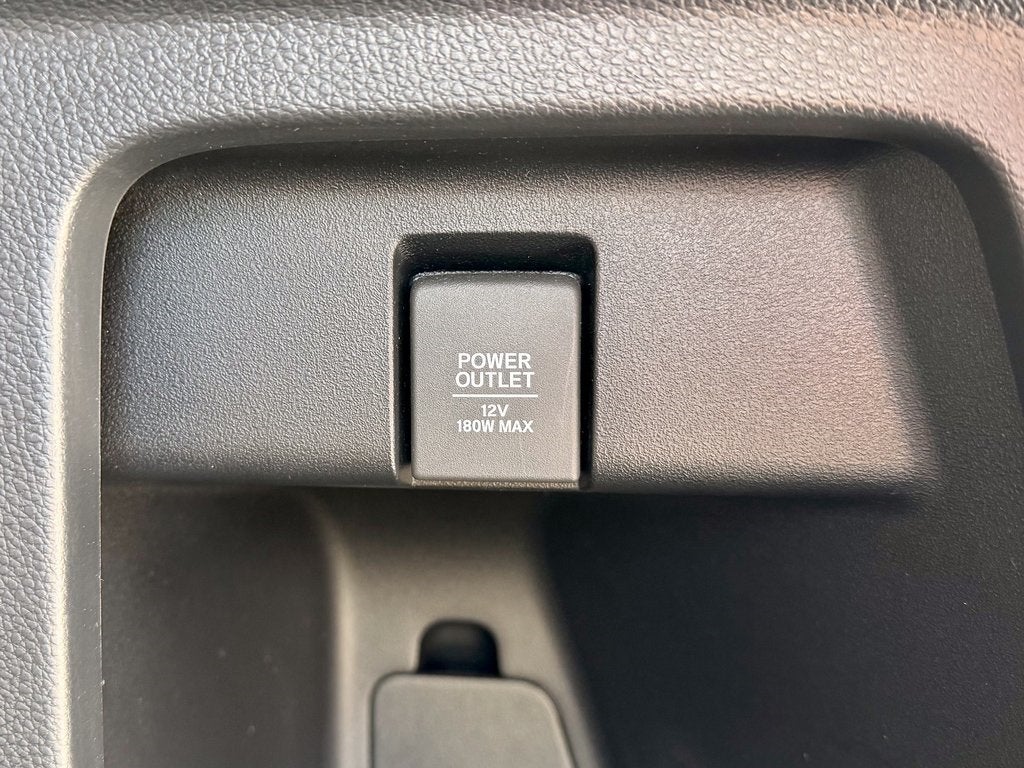 POWER
OUTLET
12V
180W MAX